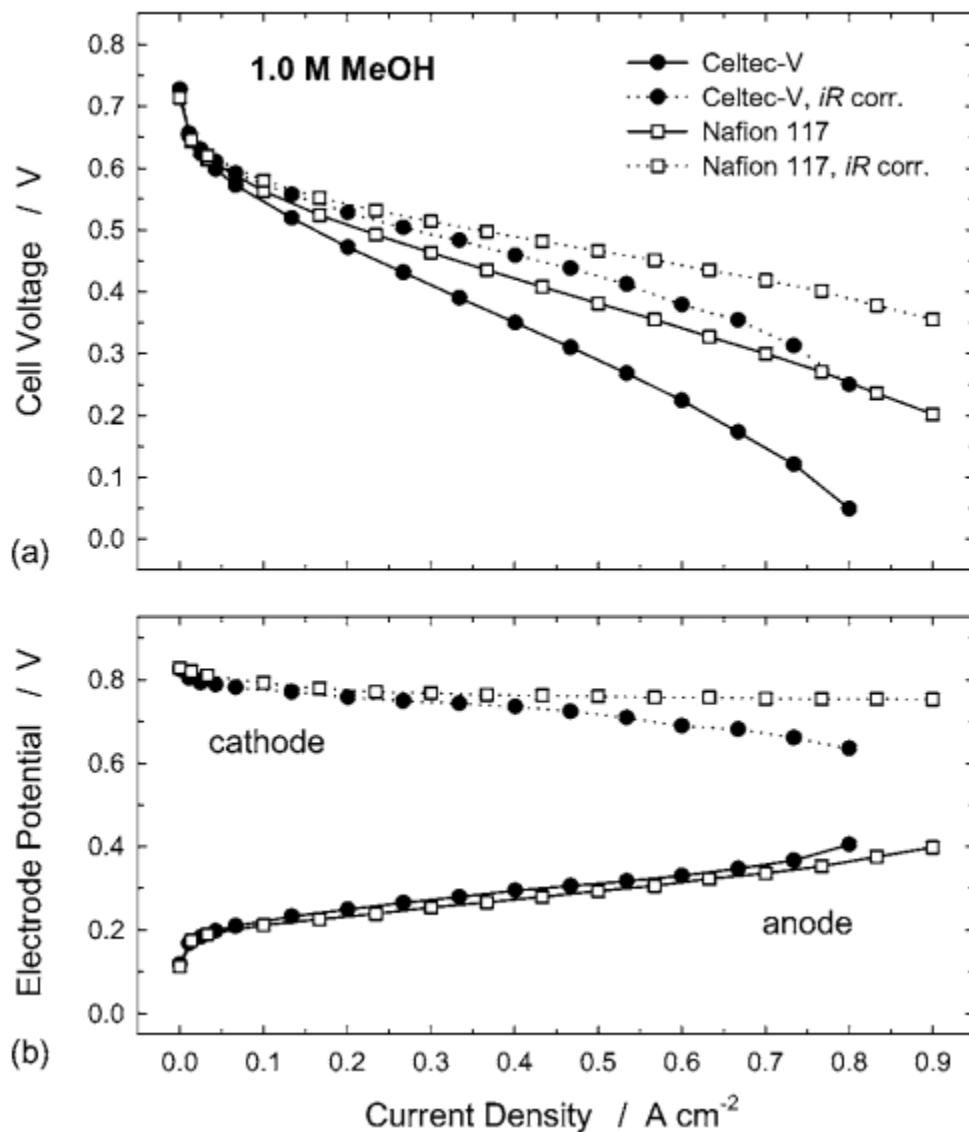 0.8
1.0 M MeOH
Celtec-V
0.7
Celtec-V, iR corr.
Nafion 117
0.6
Nafion 117, iR corr.
0.5
0.4
0.3
0.2
0.1
0.0
Cell Voltage / V
(a)
0.8
cathode
0.6
0.4
anode
0.2
0.0
Electrode Potential / V
(b)
0.0 0.1 0.2 0.3 0.4 0.5 0.6 0.7 0.8 0.9
Current Density / A cm⁻²